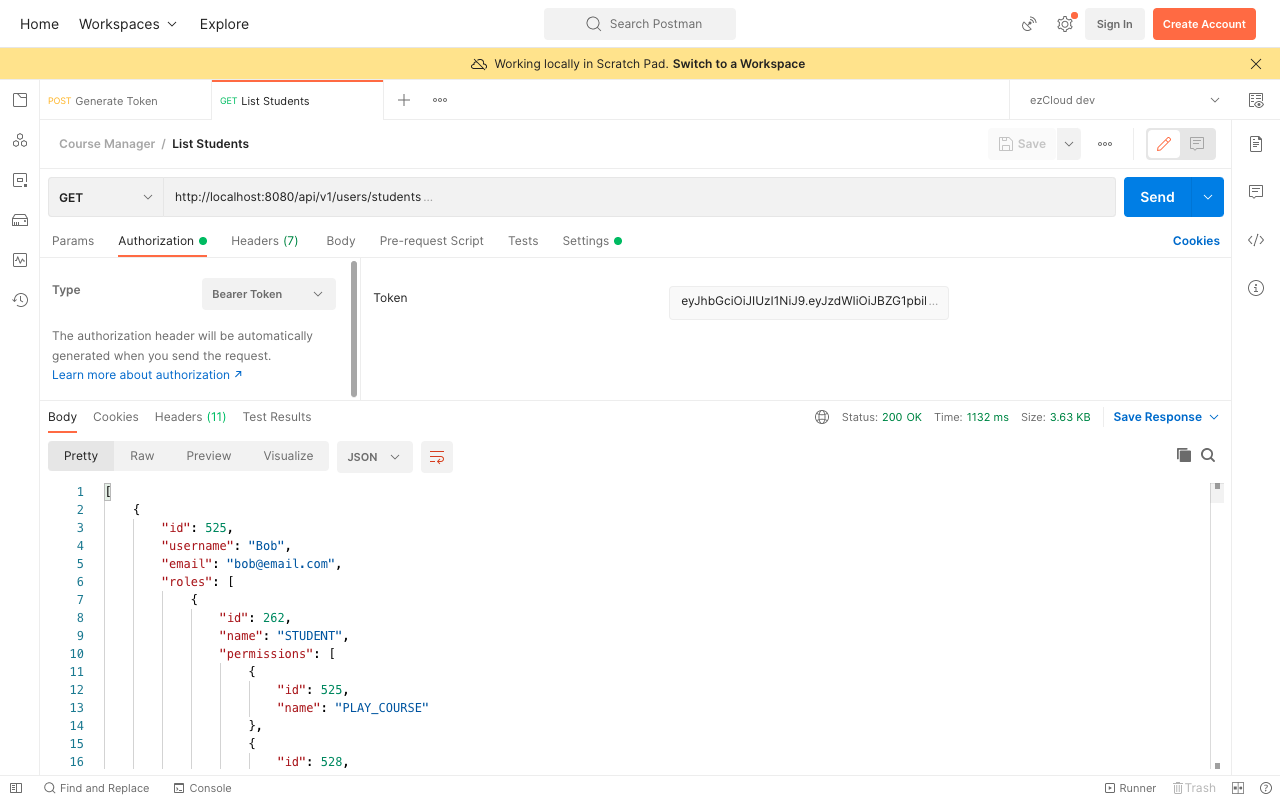 Home Workspaces Explore Search Postman Sign In Create Account
Working locally in Scratch Pad. Switch to a Workspace
POST Generate Token GET List Students ezCloud dev
Course Manager / List Students Save
GET http://localhost:8080/api/v1/users/students... Send
Params Authorization Headers (7) Body Pre-request Script Tests Settings Cookies
Type Bearer Token
Token eyJhbGciOiJIUzI1NiJ9.eyJzdWIiOiJBZG1pbiI...
The authorization header will be automatically
generated when you send the request.
Learn more about authorization ↗
Body Cookies Headers (11) Test Results Status: 200 OK Time: 1132 ms Size: 3.63 KB Save Response
Pretty Raw Preview Visualize JSON
1 [
2 {
3 "id": 525,
4 "username": "Bob",
5 "email": "bob@email.com",
6 "roles": [
7 {
8 "id": 262,
9 "name": "STUDENT",
10 "permissions": [
11 {
12 "id": 525,
13 "name": "PLAY_COURSE"
14 },
15 {
16 "id": 528,
Find and Replace Console Runner Trash